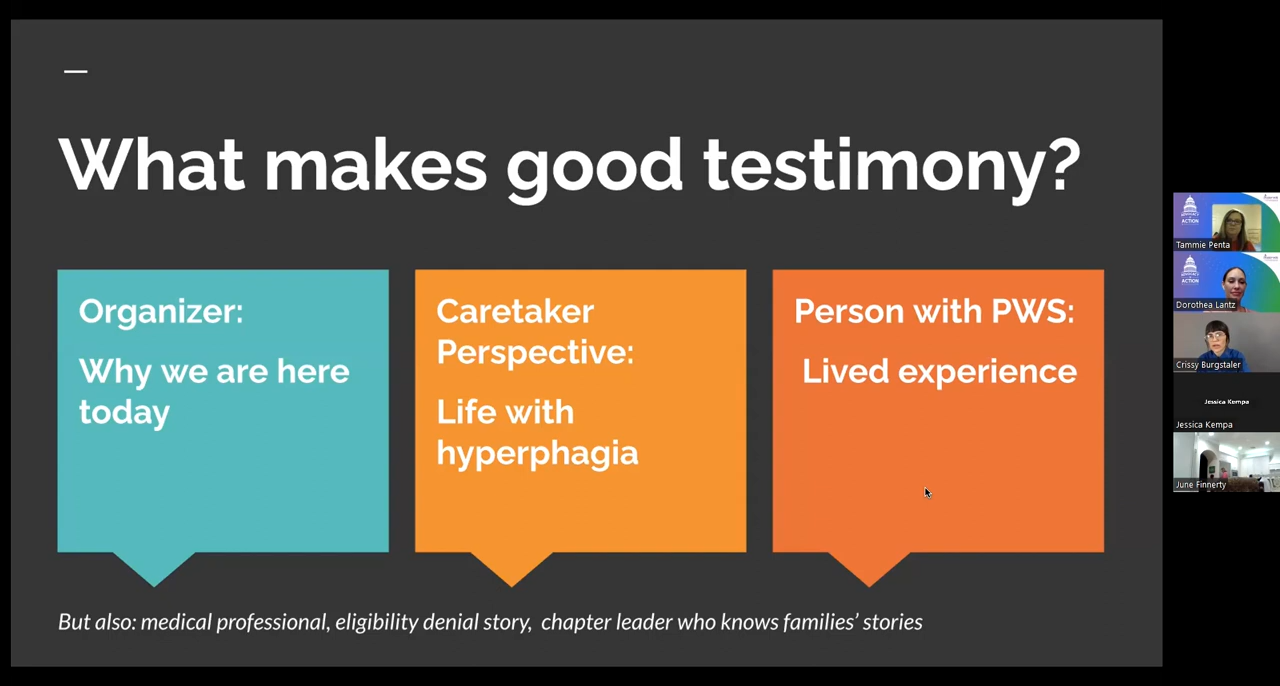 What makes good testimony?
Organizer:
Why we are here
today
Caretaker
Perspective:
Life with
hyperphagia
Person with PWS:
Lived experience
But also: medical professional, eligibility denial story, chapter leader who knows families’ stories
Tammie Penta
Dorothea Lantz
Crissy Burgstaler
Jessica Kempa
Jessica Kempa
June Finnerty
ACTION
ACTION